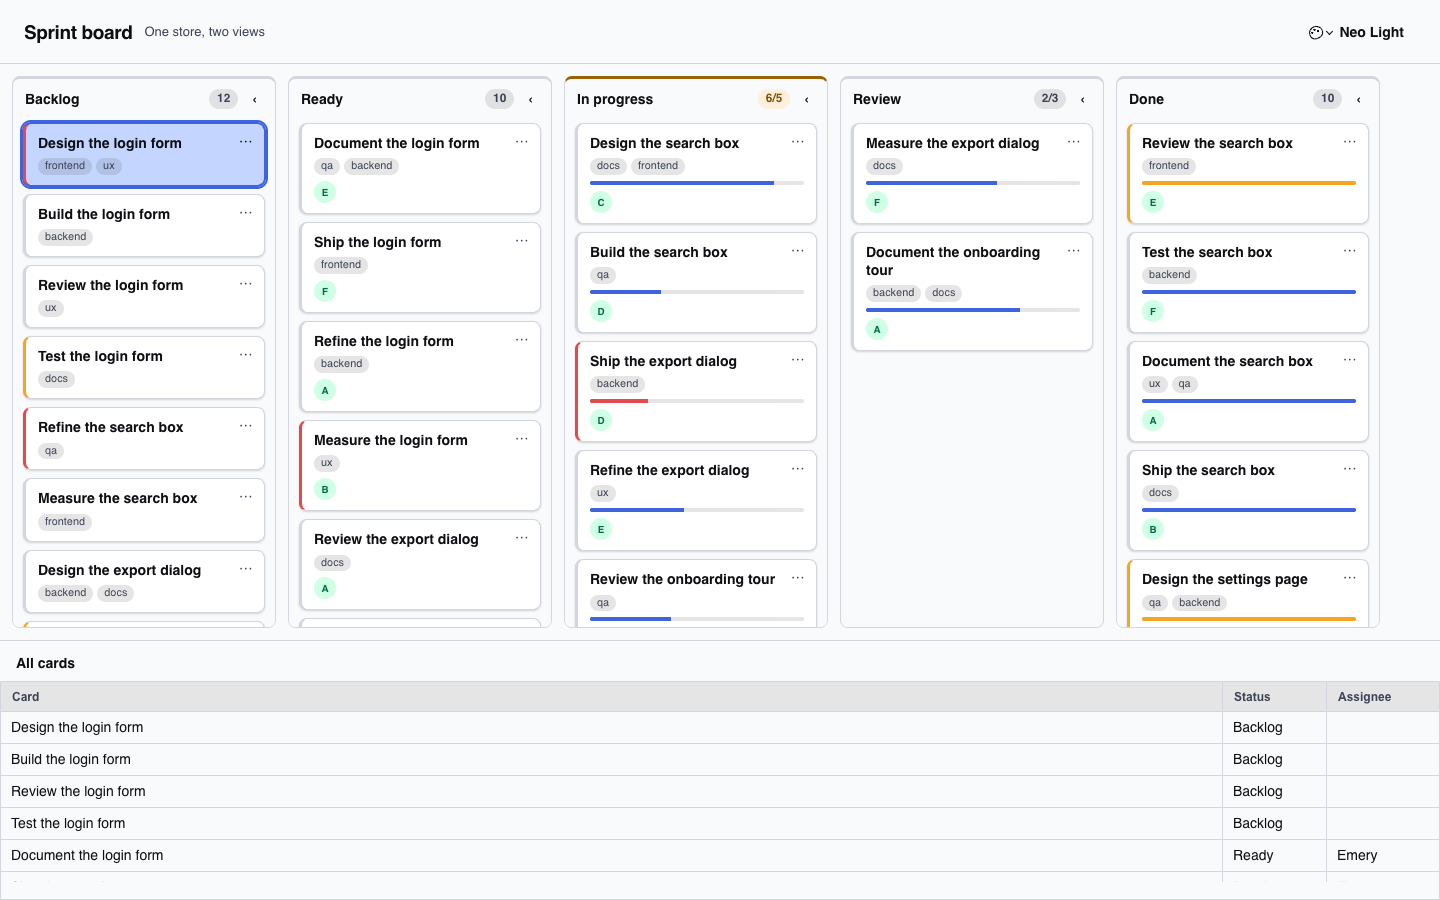 Sprint board
One store, two views
Neo Light
Backlog
12
Design the login form
frontend ux
Build the login form
backend
Review the login form
ux
Test the login form
docs
Refine the search box
qa
Measure the search box
frontend
Design the export dialog
backend docs
Ready
10
Document the login form
qa backend
E
Ship the login form
frontend
F
Refine the login form
backend
A
Measure the login form
ux
B
Review the export dialog
docs
A
In progress
6/5
Design the search box
docs frontend
C
Build the search box
qa
D
Ship the export dialog
backend
D
Refine the export dialog
ux
E
Review the onboarding tour
qa
Review
2/3
Measure the export dialog
docs
F
Document the onboarding
tour
backend docs
A
Done
10
Review the search box
frontend
E
Test the search box
backend
F
Document the search box
ux qa
A
Ship the search box
docs
B
Design the settings page
qa backend
All cards
Card Status Assignee
Design the login form Backlog
Build the login form Backlog
Review the login form Backlog
Test the login form Backlog
Document the login form Ready Emery